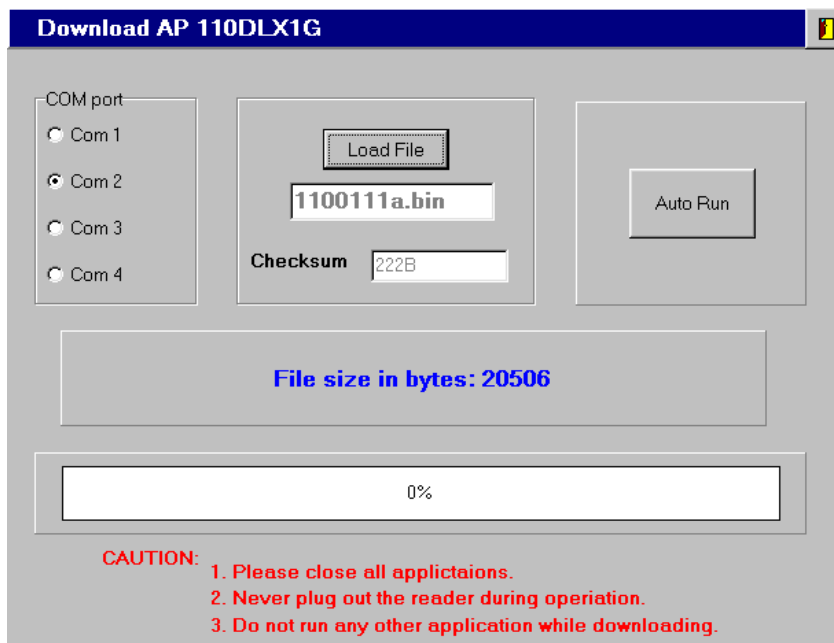 Download AP 110DLX1G
COM port
Com 1
Com 2
Com 3
Com 4
Load File
1100111a.bin
Checksum 222B
Auto Run
File size in bytes: 20506
0%
CAUTION:
1. Please close all applictaions.
2. Never plug out the reader during operiation.
3. Do not run any other application while downloading.